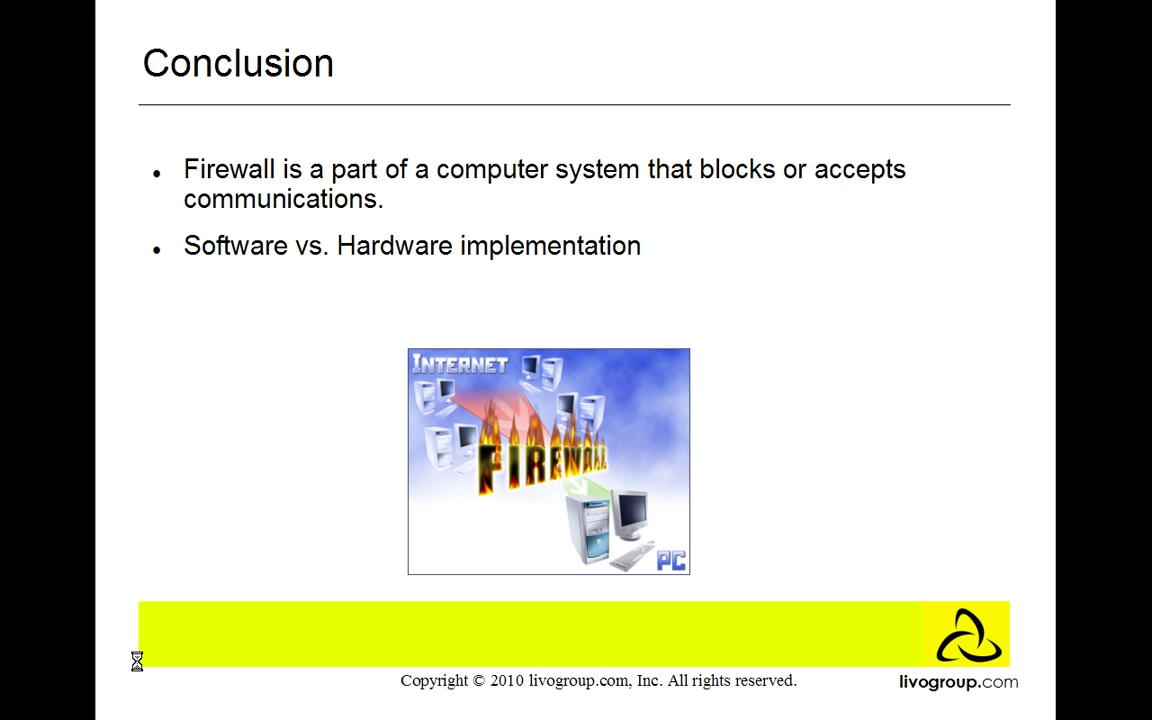 Conclusion
Firewall is a part of a computer system that blocks or accepts
communications.
Software vs. Hardware implementation
INTERNET
FIREWALL
PC
Copyright © 2010 livogroup.com, Inc. All rights reserved.
livogroup.com